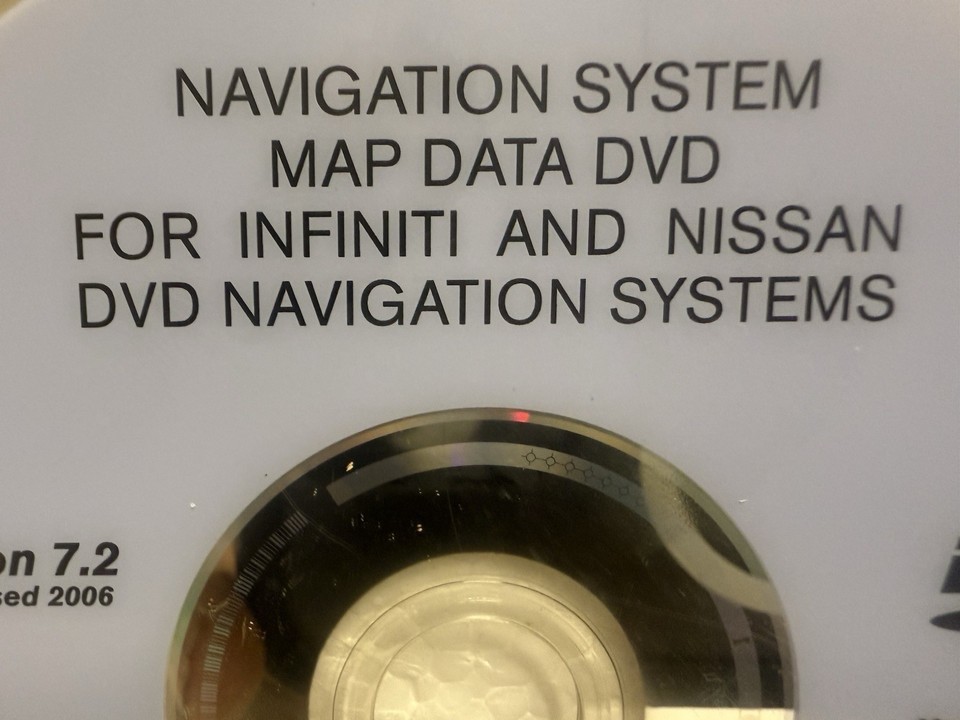 NAVIGATION SYSTEM
MAP DATA DVD
FOR INFINITI AND NISSAN
DVD NAVIGATION SYSTEMS
on 7.2
sed 2006